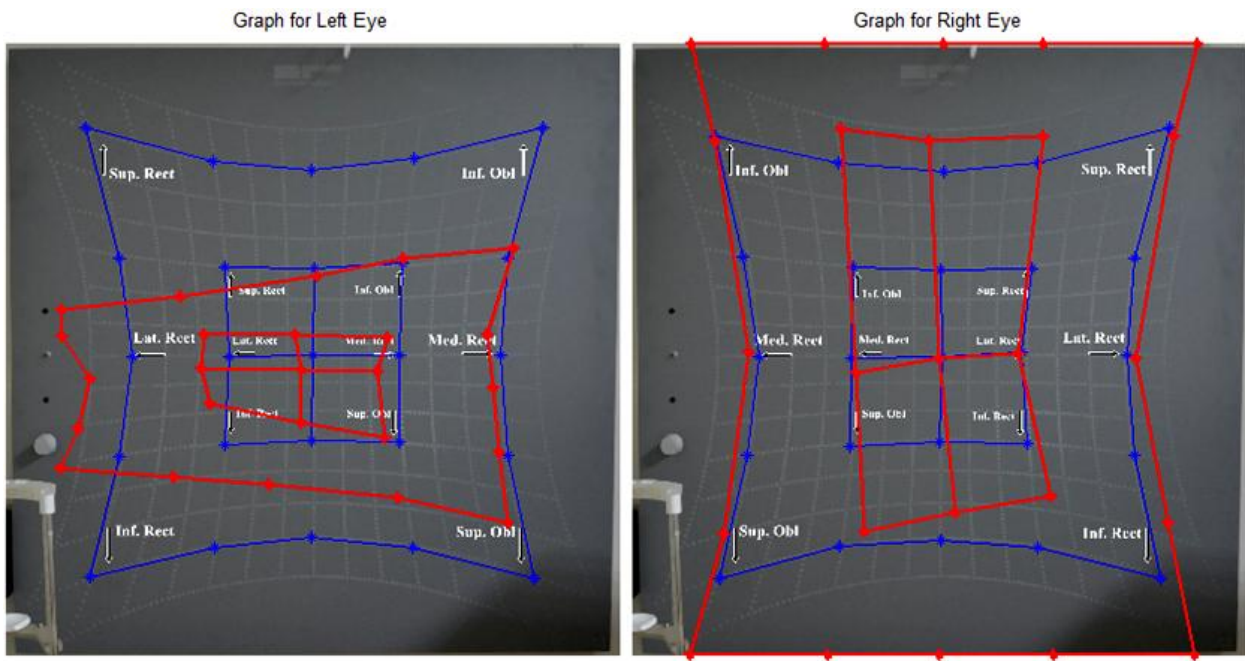 Graph for Left Eye
Graph for Right Eye
Sup. Rect
Inf. Obl
Sup. Rect
Inf. Obl
Lat. Rect
Lat. Rect
Med. Rect
Inf. Rect
Sup. Obl
Inf. Rect
Sup. Obl
Inf. Obl
Sup. Rect
Inf. Obl
Sup. Rect
Med. Rect
Med. Rect
Lat. Rect
Lat. Rect
Sup. Obl
Inf. Rect
Sup. Obl
Inf. Rect